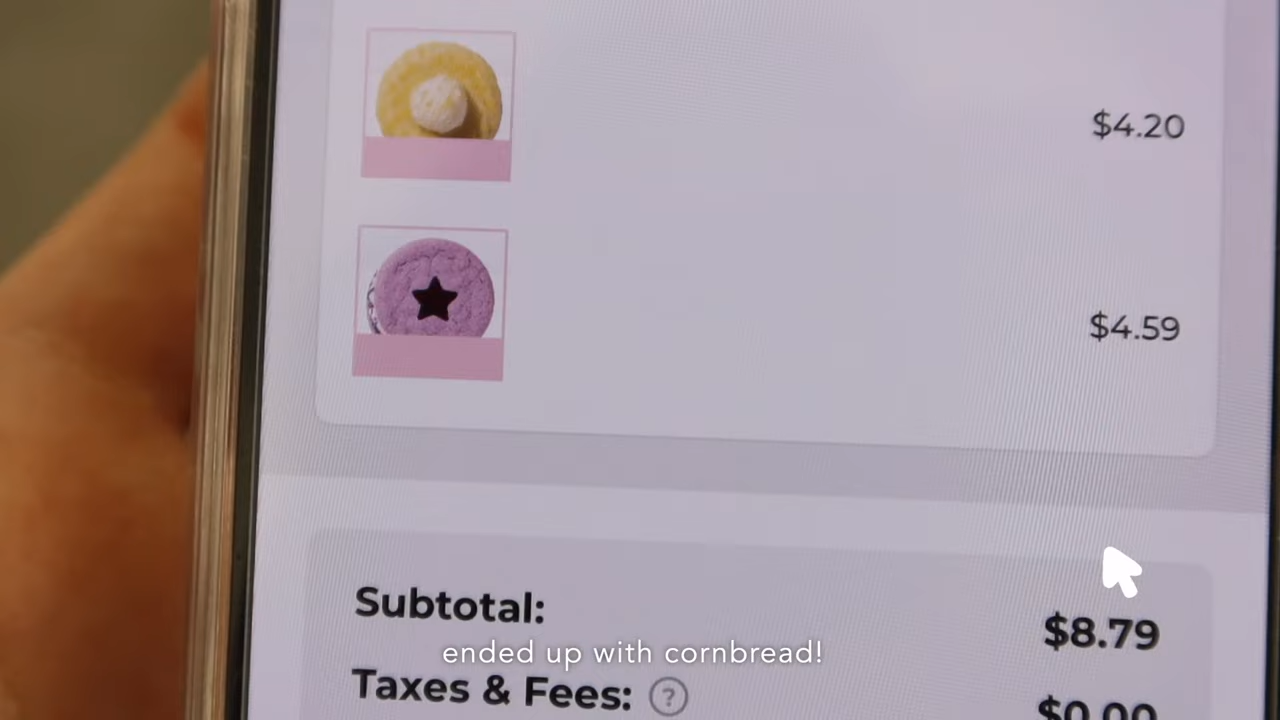 $4.20
$4.59
Subtotal:
$8.79
ended up with cornbread!
Taxes & Fees: ?
$0.00